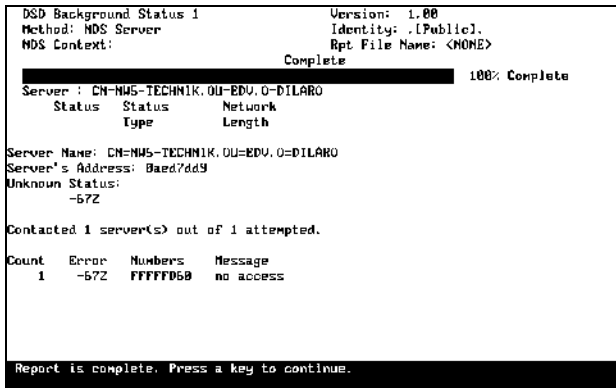 DSD Background Status 1 Version: 1.00
Method: NDS Server Identity: .[Public].
NDS Context: Rpt File Name: <NONE>
Complete
100% Complete
Server : CN=NW5-TECHNIK.OU=EDV.O=DILARO
Status Status Network
Type Length
Server Name: CN=NW5-TECHNIK.OU=EDV.O=DILARO
Server's Address: 0aed7dd9
Unknown Status:
-672
Contacted 1 server(s) out of 1 attempted.
Count Error Numbers Message
1 -672 FFFFFD60 no access
Report is complete. Press a key to continue.